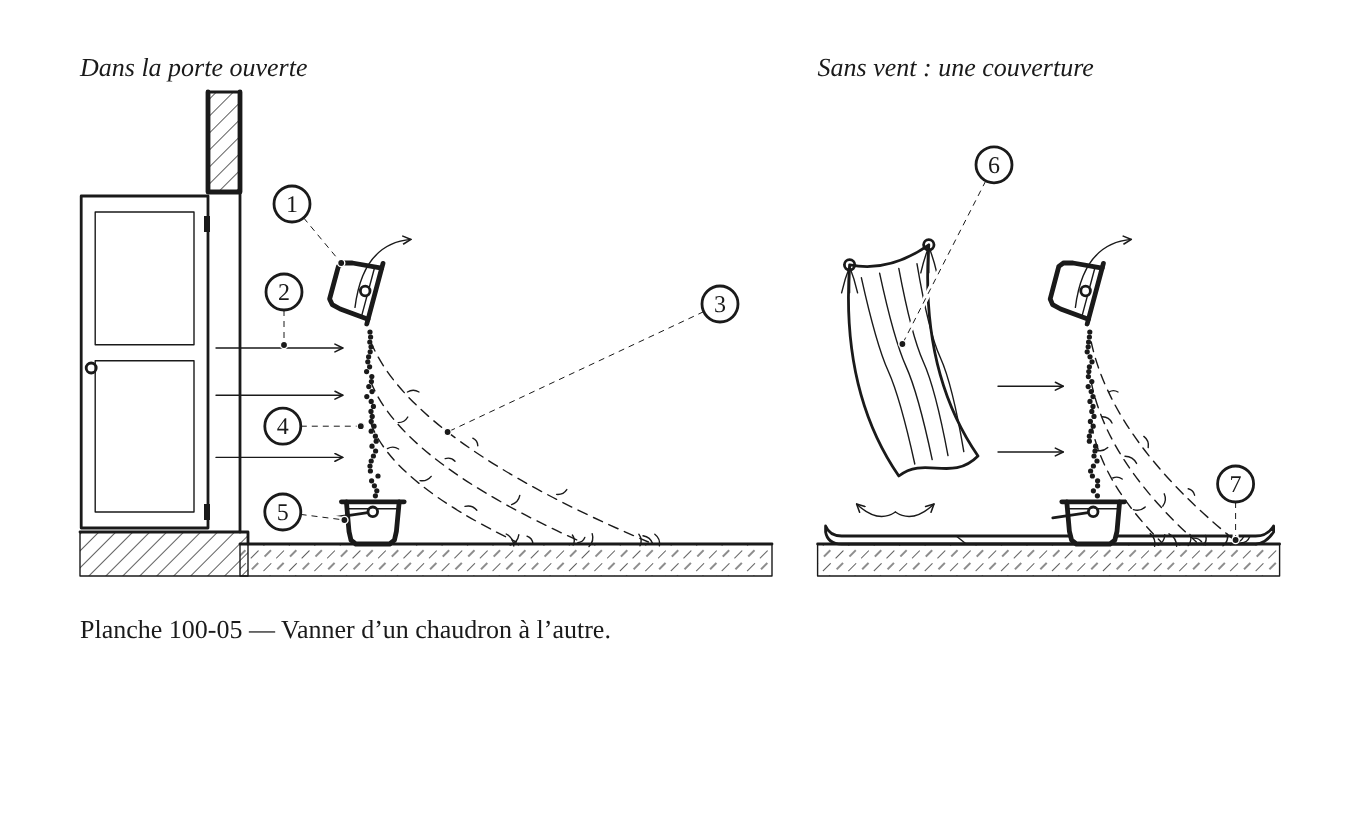 Dans la porte ouverte
Sans vent : une couverture
1
2
3
4
5
6
7
Planche 100-05 — Vanner d’un chaudron à l’autre.